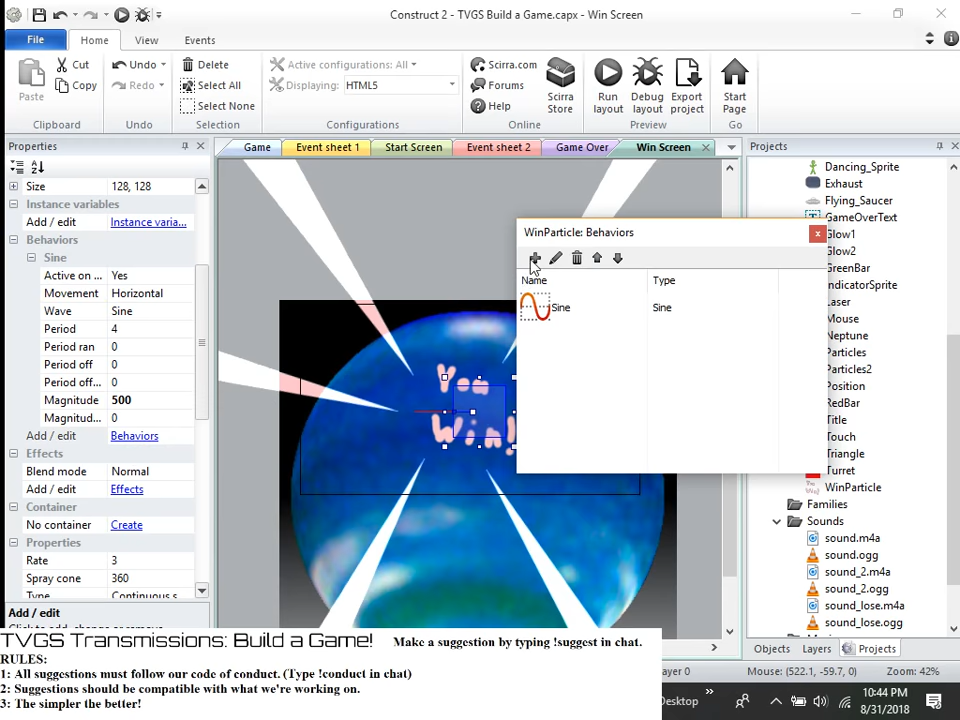 Construct 2 - TVGS Build a Game.capx - Win Screen
File
Home
View
Events
Paste
Cut
Copy
Clipboard
Undo
Redo
Undo
Delete
Select All
Select None
Selection
Active configurations: All
Displaying: HTML5
Configurations
Scirra.com
Forums
Help
Scirra Store
Online
Run layout
Debug layout
Export project
Preview
Start Page
Go
Properties
Game
Event sheet 1
Start Screen
Event sheet 2
Game Over
Win Screen
Projects
Size 128, 128
Instance variables
Add / edit Instance varia...
Behaviors
Sine
Active on ... Yes
Movement Horizontal
Wave Sine
Period 4
Period ran 0
Period off 0
Period off... 0
Magnitude 500
Magnitud... 0
Add / edit Behaviors
Effects
Blend mode Normal
Add / edit Effects
Container
No container Create
Properties
Rate 3
Spray cone 360
Type Continuous s
Add / edit
You
Win!
WinParticle: Behaviors
Name Type
Sine Sine
Dancing_Sprite
Exhaust
Flying_Saucer
GameOverText
Glow1
Glow2
GreenBar
IndicatorSprite
Laser
Mouse
Neptune
Particles
Particles2
Position
RedBar
Title
Touch
Triangle
Turret
WinParticle
Families
Sounds
sound.m4a
sound.ogg
sound_2.m4a
sound_2.ogg
sound_lose.m4a
sound_lose.ogg
Objects
Layers
Projects
ayer 0
Mouse: (522.1, -59.7, 0)
Zoom: 42%
TVGS Transmissions: Build a Game!
Make a suggestion by typing !suggest in chat.
RULES:
1: All suggestions must follow our code of conduct. (Type !conduct in chat)
2: Suggestions should be compatible with what we're working on.
3: The simpler the better!
Desktop
10:44 PM
8/31/2018